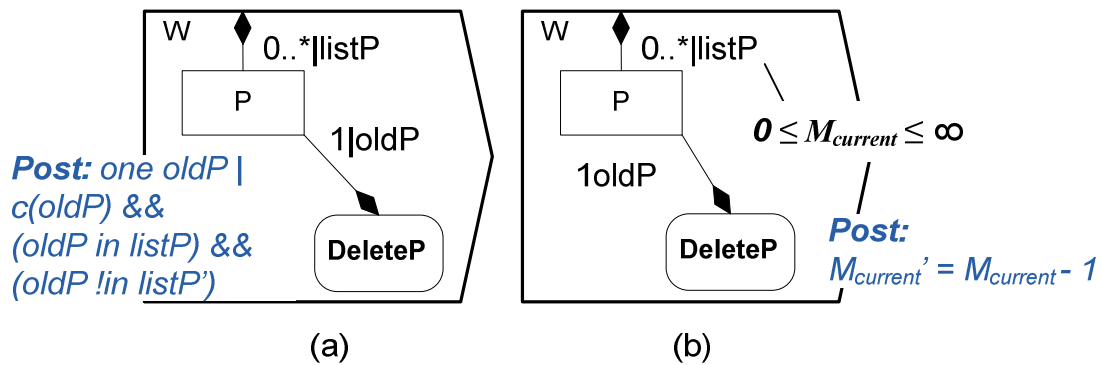 W
0..*|listP
P
1|oldP
Post: one oldP |
c(oldP) &&
(oldP in listP) &&
(oldP !in listP’)
DeleteP
(a)
W
0..*|listP
P
0 ≤ Mcurrent ≤ ∞
1oldP
DeleteP
Post:
Mcurrent’ = Mcurrent - 1
(b)